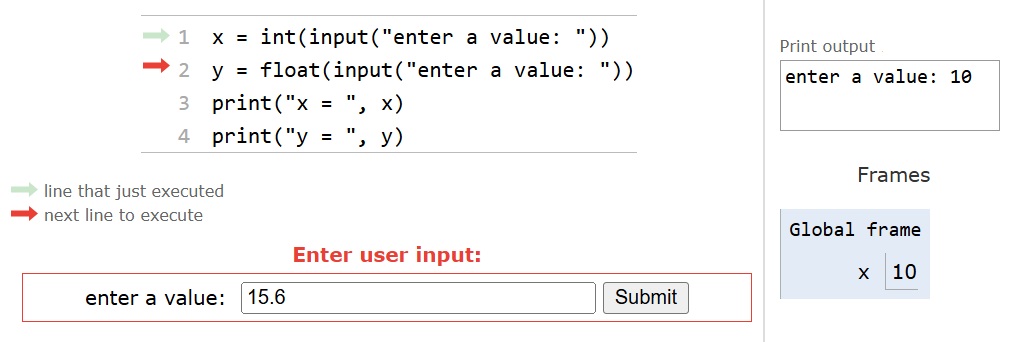 1 x = int(input("enter a value: "))
2 y = float(input("enter a value: "))
3 print("x = ", x)
4 print("y = ", y)
line that just executed
next line to execute
Enter user input:
enter a value: 15.6 Submit
Print output
enter a value: 10
Frames
Global frame
x 10